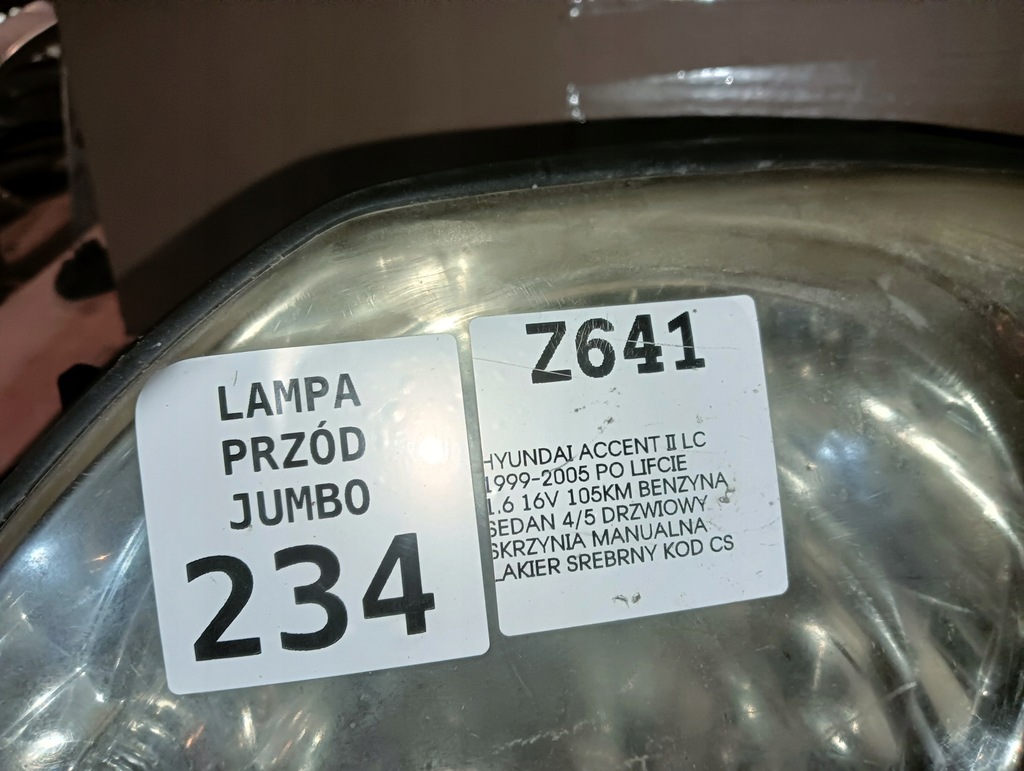 LAMPA
PRZÓD
JUMBO
234
Z641
HYUNDAI ACCENT II LC
1999-2005 PO LIFCIE
1.6 16V 105KM BENZYNA
SEDAN 4/5 DRZWIOWY
SKRZYNIA MANUALNA
LAKIER SREBRNY KOD CS